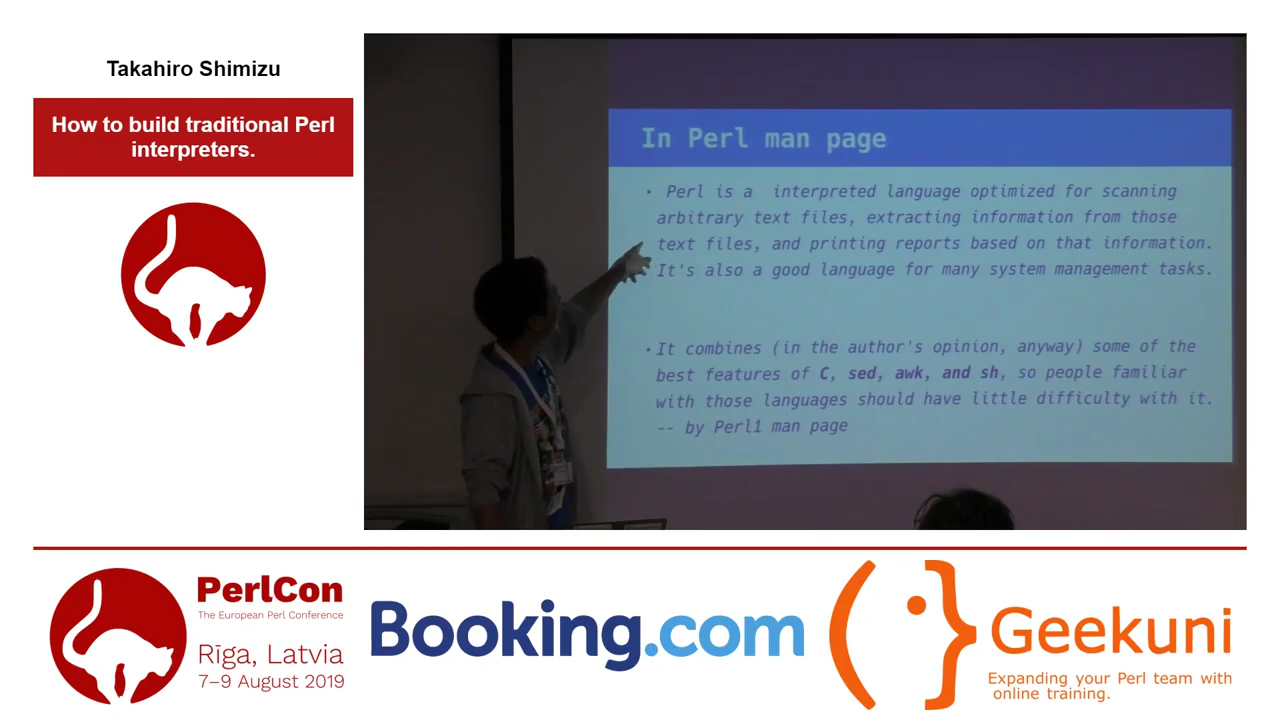 Takahiro Shimizu
How to build traditional Perl
interpreters.
In Perl man page
• Perl is a interpreted language optimized for scanning
arbitrary text files, extracting information from those
text files, and printing reports based on that information.
It's also a good language for many system management tasks.
• It combines (in the author's opinion, anyway) some of the
best features of C, sed, awk, and sh, so people familiar
with those languages should have little difficulty with it.
-- by Perl1 man page
PerlCon
The European Perl Conference
Rīga, Latvia
7–9 August 2019
Booking.com
Geekuni
Expanding your Perl team with
online training.